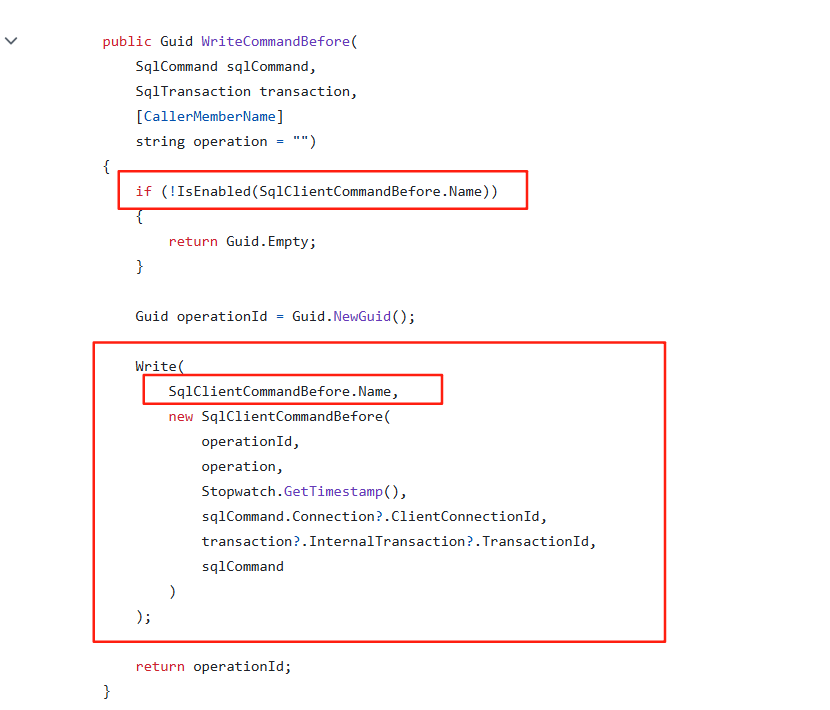 public Guid WriteCommandBefore(
SqlCommand sqlCommand,
SqlTransaction transaction,
[CallerMemberName]
string operation = "")
{
if (!IsEnabled(SqlClientCommandBefore.Name))
{
return Guid.Empty;
}
Guid operationId = Guid.NewGuid();
Write(
SqlClientCommandBefore.Name,
new SqlClientCommandBefore(
operationId,
operation,
Stopwatch.GetTimestamp(),
sqlCommand.Connection?.ClientConnectionId,
transaction?.InternalTransaction?.TransactionId,
sqlCommand
)
);
return operationId;
}